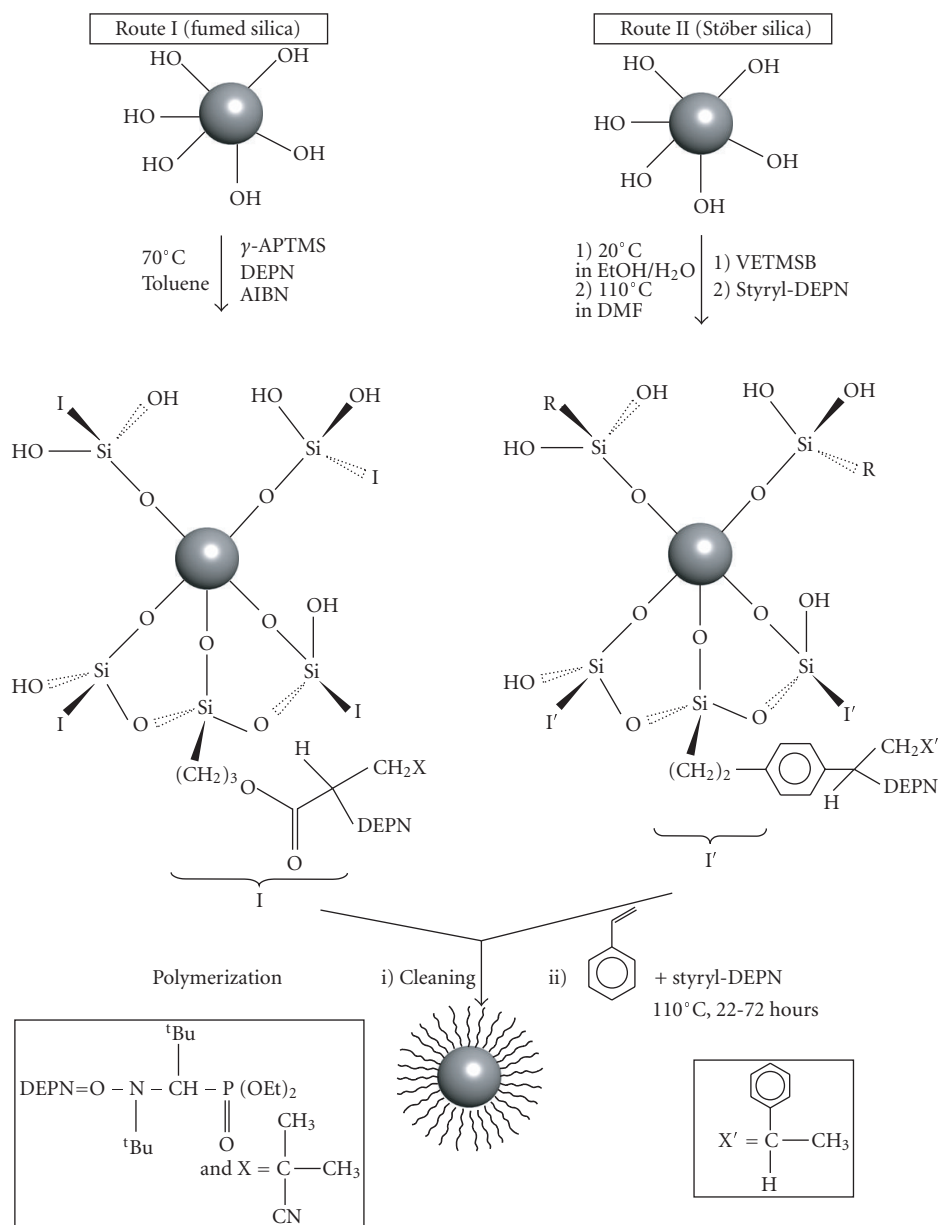 Route I (fumed silica)
HO
OH
HO
HO
OH
OH
70°C
Toluene
γ-APTMS
DEPN
AIBN
Route II (Stöber silica)
HO
OH
HO
HO
OH
OH
1) 20°C
in EtOH/H₂O
2) 110°C
in DMF
1) VETMSB
2) Styryl-DEPN
I
OH
HO
Si
O
HO
OH
Si
I
O
O
O
O
OH
HO
Si
Si
Si
I
O
O
I
(CH₂)₃
O
H
CH₂X
DEPN
O
I
R
OH
HO
Si
O
HO
OH
Si
R
O
O
O
O
OH
HO
Si
Si
Si
I′
O
O
I′
(CH₂)₂
CH₂X′
DEPN
H
I′
Polymerization
i) Cleaning
ii)
+ styryl-DEPN
110°C, 22-72 hours
ᵗBu
DEPN=O – N – CH – P (OEt)₂
ᵗBu
O
CH₃
and X = C — CH₃
CN
X′ = C — CH₃
H